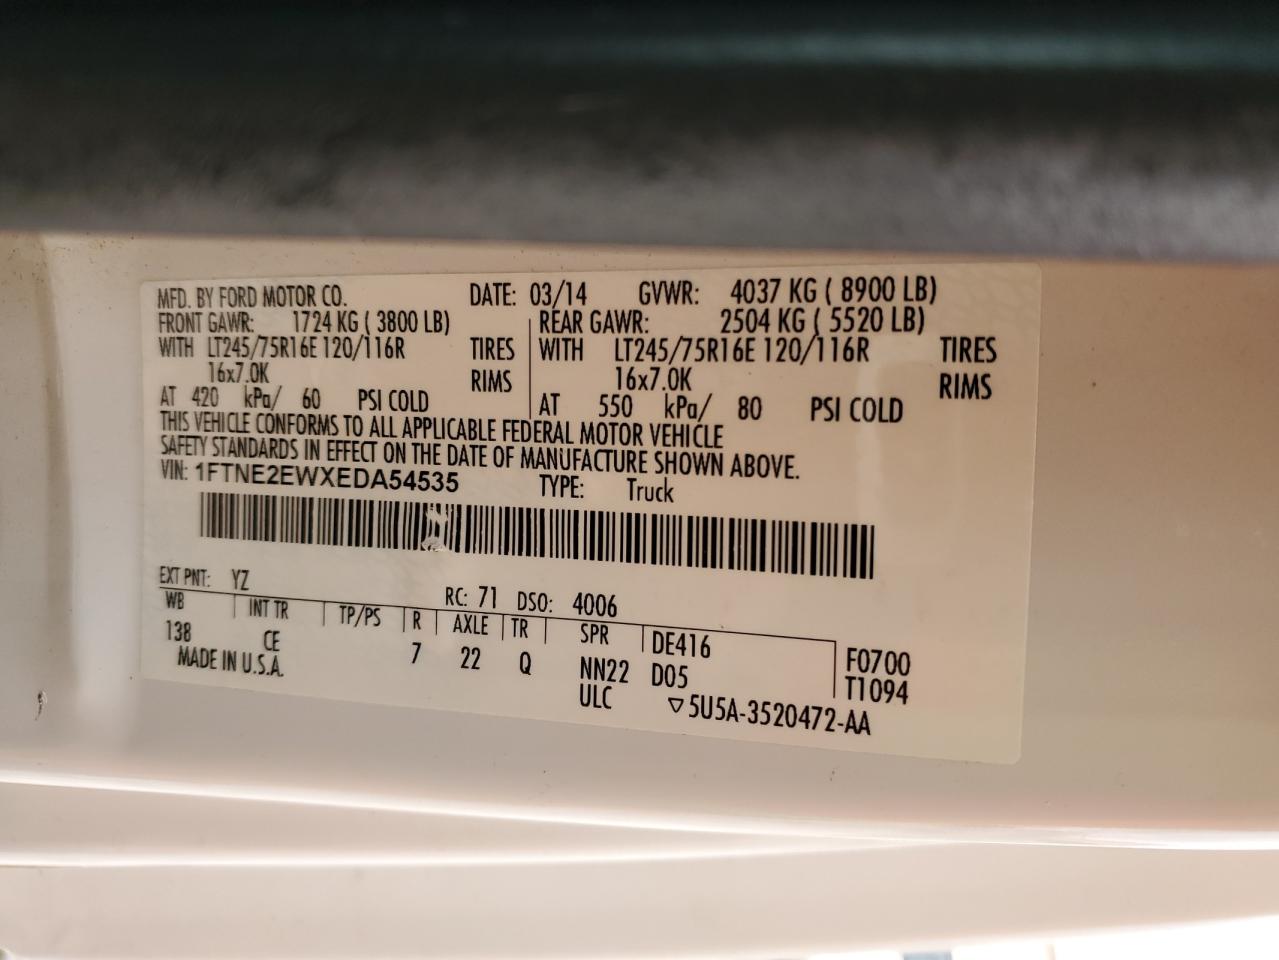 MFD. BY FORD MOTOR CO. DATE: 03/14 GVWR: 4037 KG ( 8900 LB)
FRONT GAWR: 1724 KG ( 3800 LB) REAR GAWR: 2504 KG ( 5520 LB)
WITH LT245/75R16E 120/116R TIRES WITH LT245/75R16E 120/116R TIRES
16x7.0K RIMS 16x7.0K RIMS
AT 420 kPa/ 60 PSI COLD AT 550 kPa/ 80 PSI COLD
THIS VEHICLE CONFORMS TO ALL APPLICABLE FEDERAL MOTOR VEHICLE
SAFETY STANDARDS IN EFFECT ON THE DATE OF MANUFACTURE SHOWN ABOVE.
VIN: 1FTNE2EWXEDA54535 TYPE: Truck
EXT PNT: YZ RC: 71 DSO: 4006
WB INT TR TP/PS R AXLE TR SPR DE416 F0700
138 CE 7 22 Q NN22 D05 T1094
MADE IN U.S.A. ULC ▽5U5A-3520472-AA